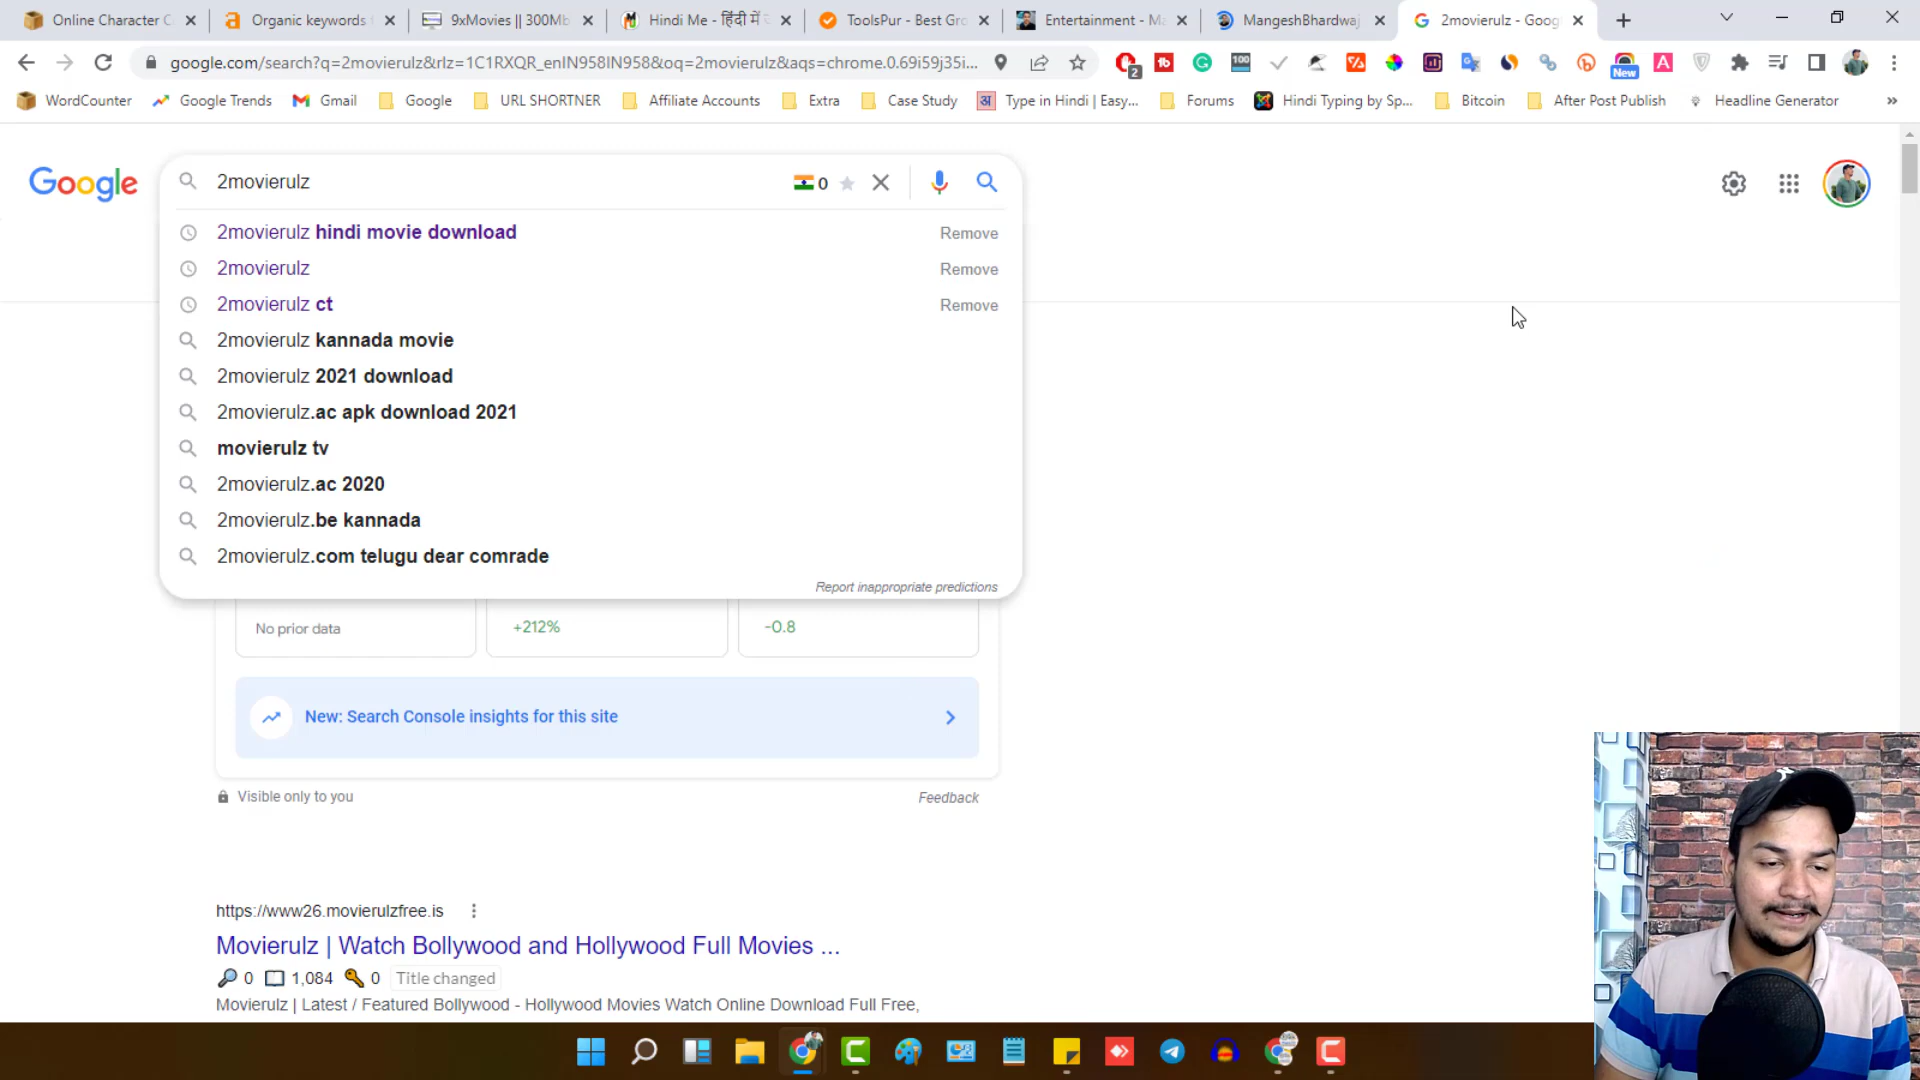 Online Character C
Organic keywords
9xMovies || 300Mb
Hindi Me - हिंदी में
ToolsPur - Best Gro
Entertainment - Ma
MangeshBhardwaj
2movierulz - Goog
google.com/search?q=2movierulz&rlz=1C1RXQR_enIN958IN958&oq=2movierulz&aqs=chrome.0.69i59j35i...
2
100
New
WordCounter
Google Trends
Gmail
Google
URL SHORTNER
Affiliate Accounts
Extra
Case Study
Type in Hindi | Easy...
Forums
Hindi Typing by Sp...
Bitcoin
After Post Publish
Headline Generator
Google
2movierulz
0
2movierulz hindi movie download
Remove
2movierulz
Remove
2movierulz ct
Remove
2movierulz kannada movie
2movierulz 2021 download
2movierulz.ac apk download 2021
movierulz tv
2movierulz.ac 2020
2movierulz.be kannada
2movierulz.com telugu dear comrade
Report inappropriate predictions
No prior data
+212%
-0.8
New: Search Console insights for this site
Visible only to you
Feedback
https://www26.movierulzfree.is
Movierulz | Watch Bollywood and Hollywood Full Movies ...
0 1,084 0 Title changed
Movierulz | Latest / Featured Bollywood - Hollywood Movies Watch Online Download Full Free,